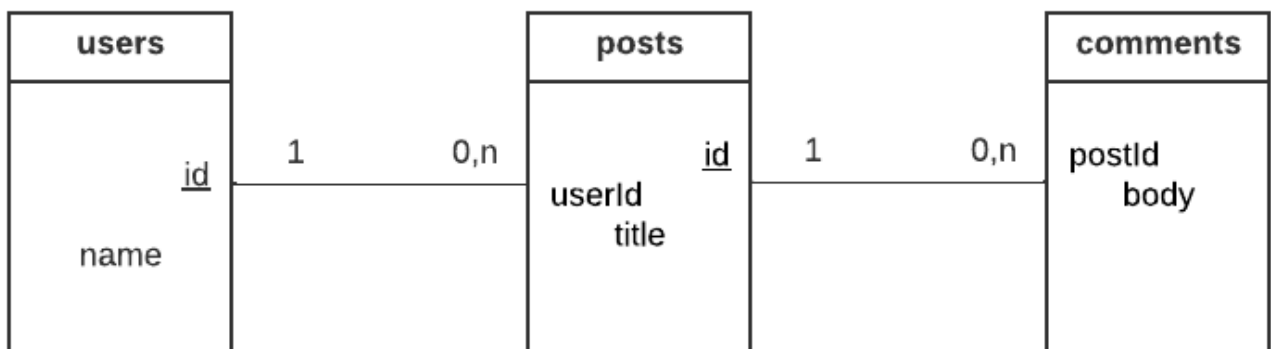 users
id
name
1
0,n
posts
id
userId
title
1
0,n
comments
postId
body